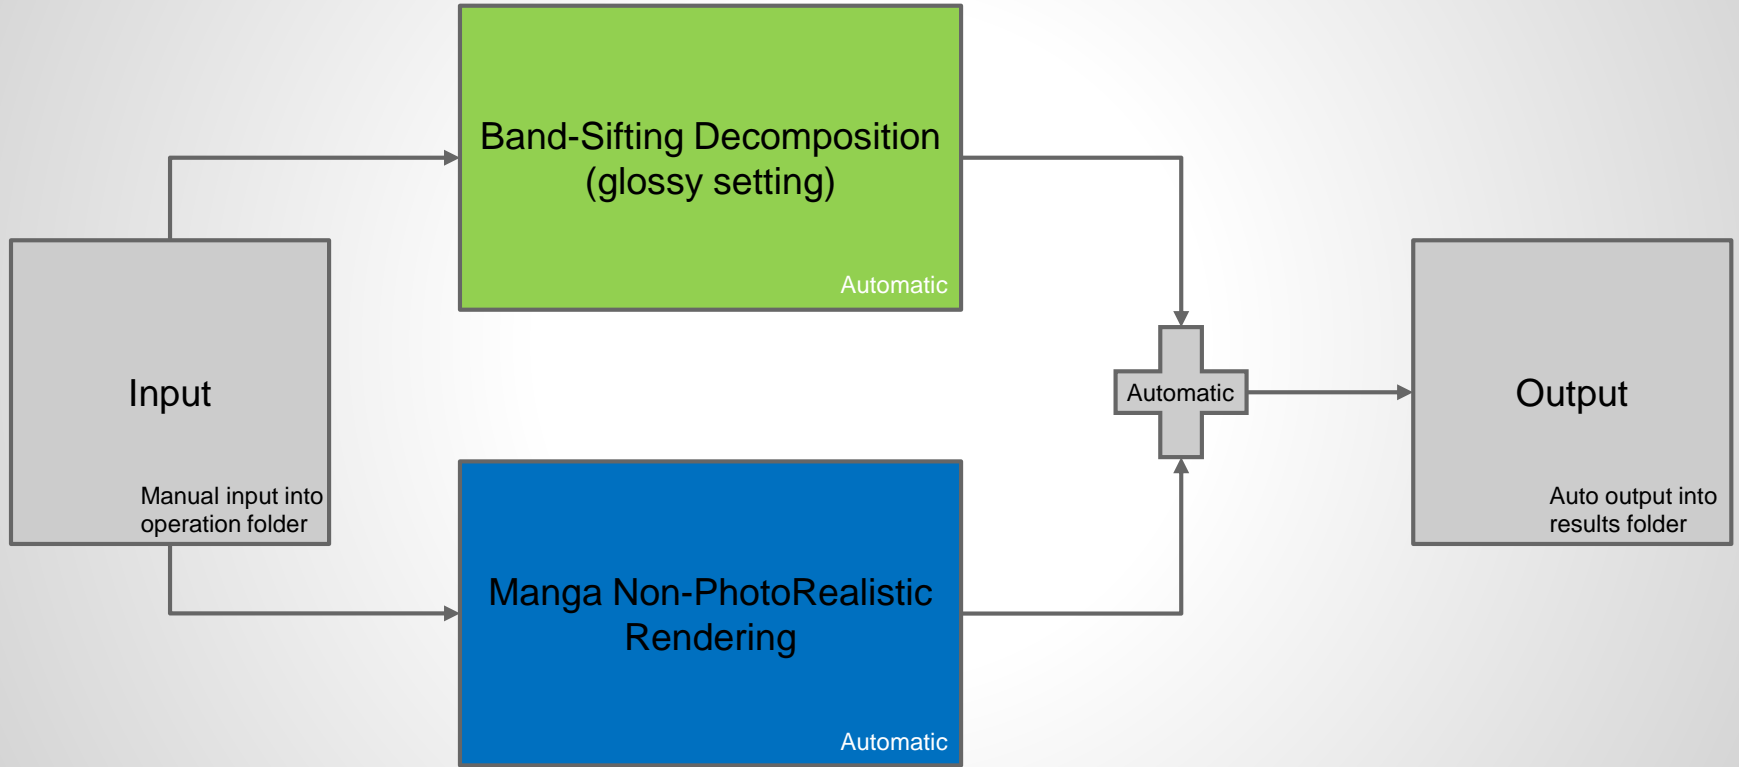 Band-Sifting Decomposition
(glossy setting)
Automatic
Input
Manual input into
operation folder
Automatic
Output
Auto output into
results folder
Manga Non-PhotoRealistic
Rendering
Automatic